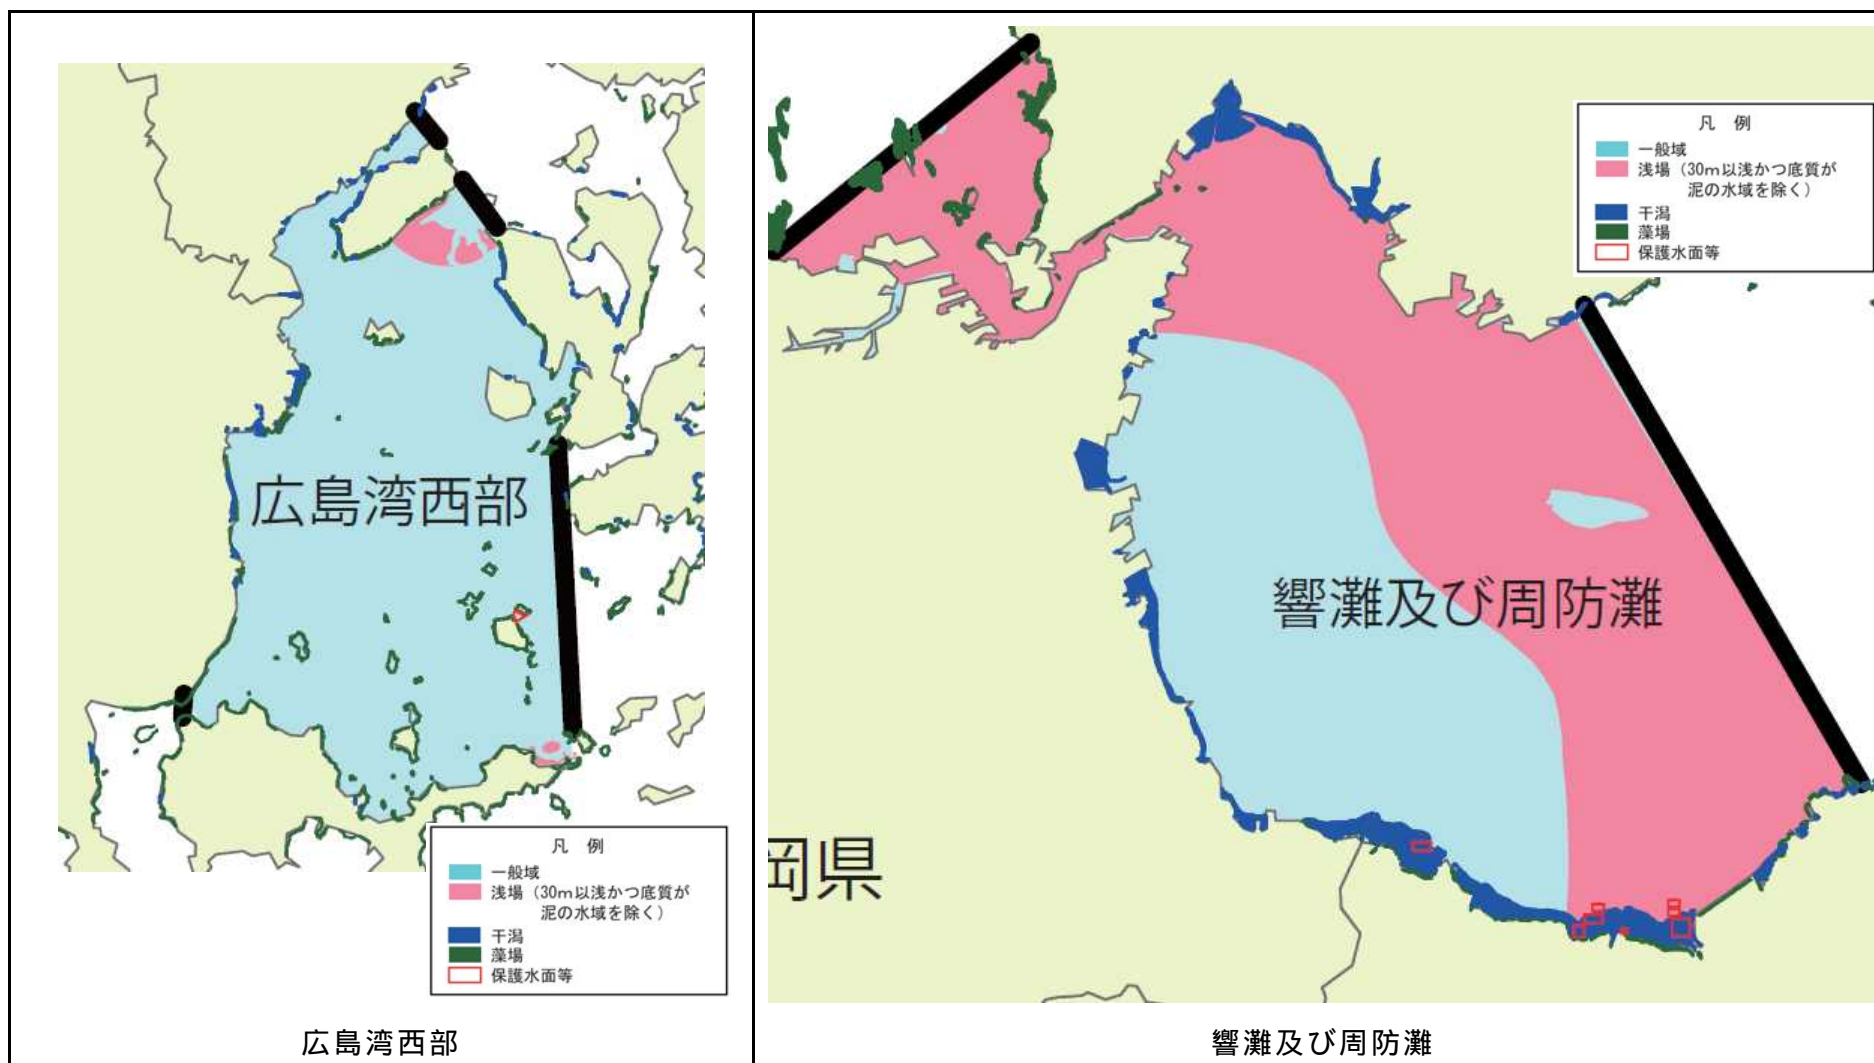 広島湾西部
凡 例
一般域
浅場（30m以浅かつ底質が
泥の水域を除く）
干潟
藻場
保護水面等
広島湾西部
凡 例
一般域
浅場（30m以浅かつ底質が
泥の水域を除く）
干潟
藻場
保護水面等
響灘及び周防灘
岡県
響灘及び周防灘